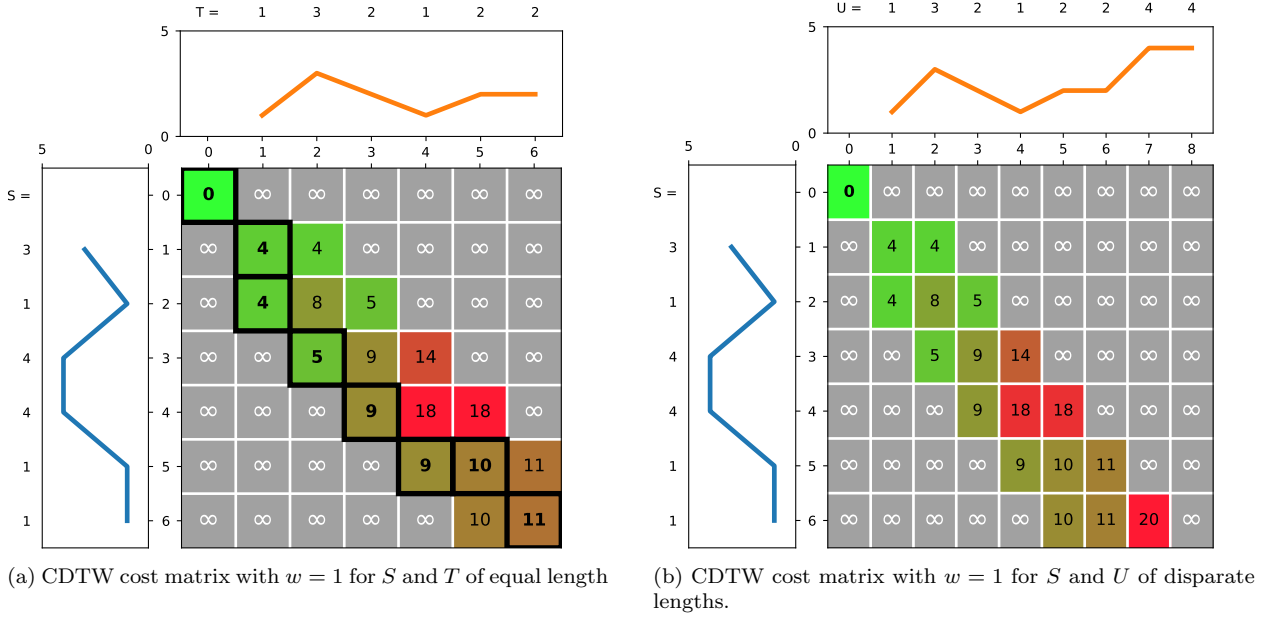 T = 1 3 2 1 2 2
5
0
0 1 2 3 4 5 6
5 0
S =
3
1
4
4
1
1
0 0 ∞ ∞ ∞ ∞ ∞ ∞
1 ∞ 4 4 ∞ ∞ ∞ ∞
2 ∞ 4 8 5 ∞ ∞ ∞
3 ∞ ∞ 5 9 14 ∞ ∞
4 ∞ ∞ ∞ 9 18 18 ∞
5 ∞ ∞ ∞ ∞ 9 10 11
6 ∞ ∞ ∞ ∞ ∞ 10 11
(a) CDTW cost matrix with w = 1 for S and T of equal length
U = 1 3 2 1 2 2 4 4
5
0
0 1 2 3 4 5 6 7 8
5 0
S =
3
1
4
4
1
1
0 0 ∞ ∞ ∞ ∞ ∞ ∞ ∞ ∞
1 ∞ 4 4 ∞ ∞ ∞ ∞ ∞ ∞
2 ∞ 4 8 5 ∞ ∞ ∞ ∞ ∞
3 ∞ ∞ 5 9 14 ∞ ∞ ∞ ∞
4 ∞ ∞ ∞ 9 18 18 ∞ ∞ ∞
5 ∞ ∞ ∞ ∞ 9 10 11 ∞ ∞
6 ∞ ∞ ∞ ∞ ∞ 10 11 20 ∞
(b) CDTW cost matrix with w = 1 for S and U of disparate
lengths.